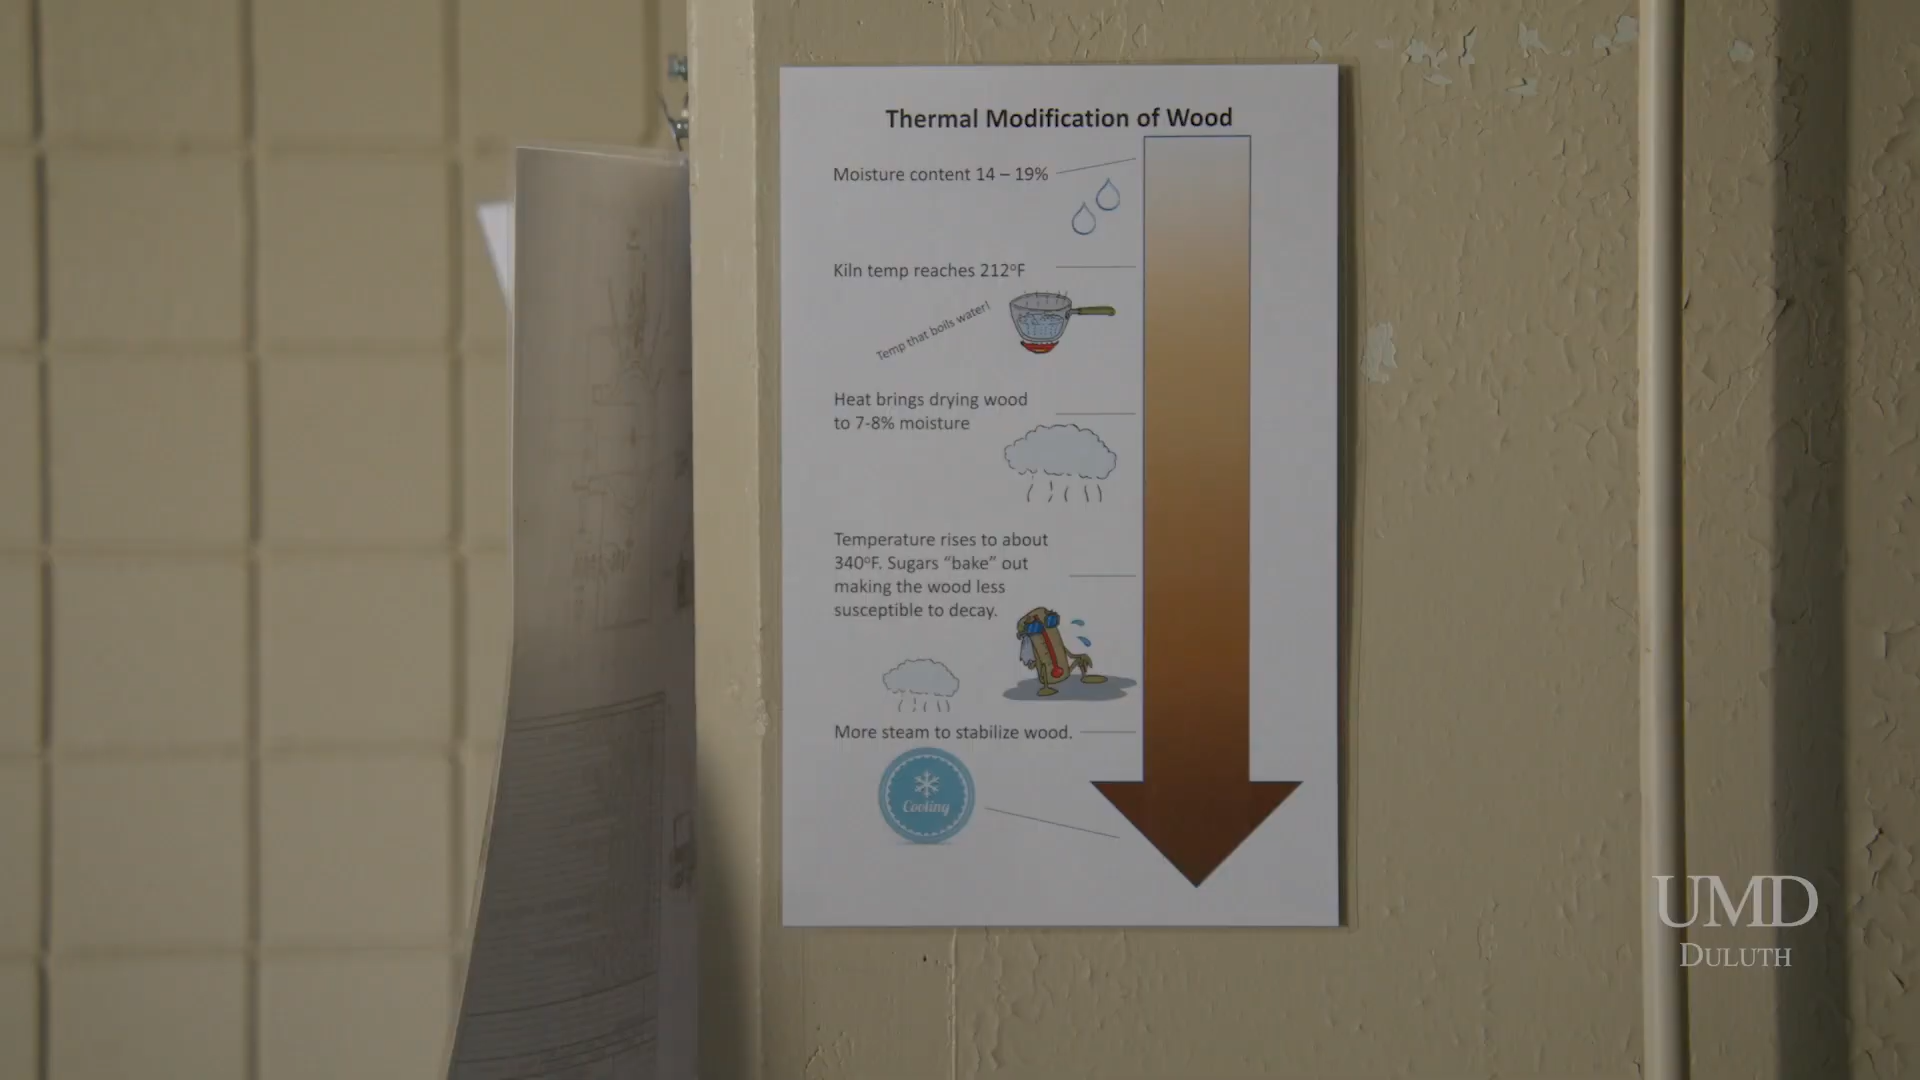 Thermal Modification of Wood
Moisture content 14 – 19%
Kiln temp reaches 212ºF
Temp that boils water!
Heat brings drying wood
to 7-8% moisture
Temperature rises to about
340ºF. Sugars “bake” out
making the wood less
susceptible to decay.
More steam to stabilize wood.
Cooling
UMD
DULUTH